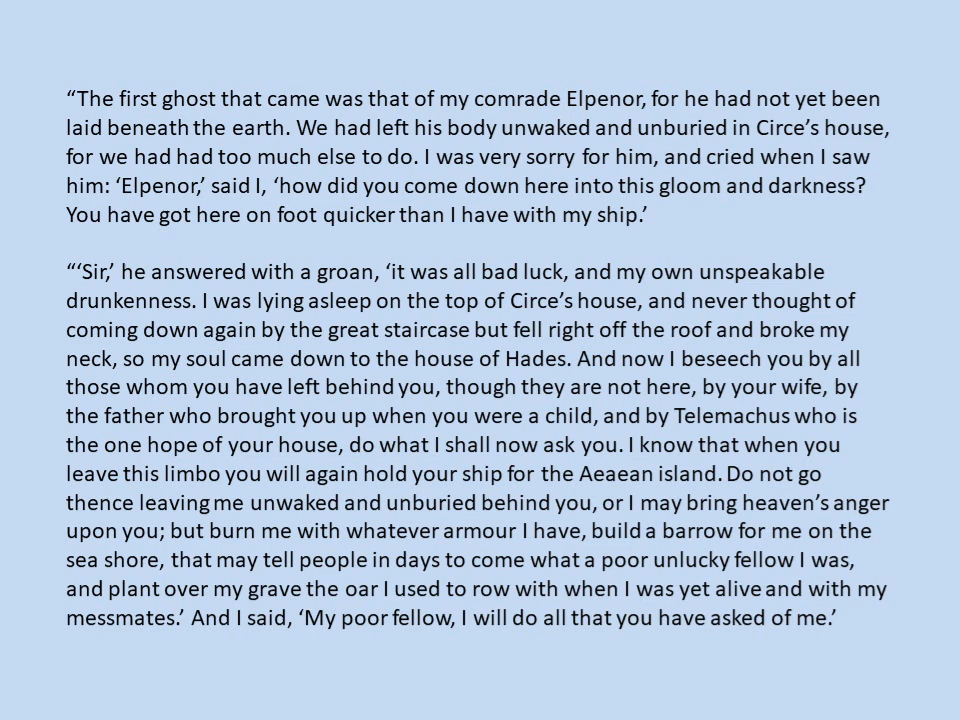 “The first ghost that came was that of my comrade Elpenor, for he had not yet been
laid beneath the earth. We had left his body unwaked and unburied in Circe’s house,
for we had had too much else to do. I was very sorry for him, and cried when I saw
him: ‘Elpenor,’ said I, ‘how did you come down here into this gloom and darkness?
You have got here on foot quicker than I have with my ship.’
“‘Sir,’ he answered with a groan, ‘it was all bad luck, and my own unspeakable
drunkenness. I was lying asleep on the top of Circe’s house, and never thought of
coming down again by the great staircase but fell right off the roof and broke my
neck, so my soul came down to the house of Hades. And now I beseech you by all
those whom you have left behind you, though they are not here, by your wife, by
the father who brought you up when you were a child, and by Telemachus who is
the one hope of your house, do what I shall now ask you. I know that when you
leave this limbo you will again hold your ship for the Aeaean island. Do not go
thence leaving me unwaked and unburied behind you, or I may bring heaven’s anger
upon you; but burn me with whatever armour I have, build a barrow for me on the
sea shore, that may tell people in days to come what a poor unlucky fellow I was,
and plant over my grave the oar I used to row with when I was yet alive and with my
messmates.’ And I said, ‘My poor fellow, I will do all that you have asked of me.’